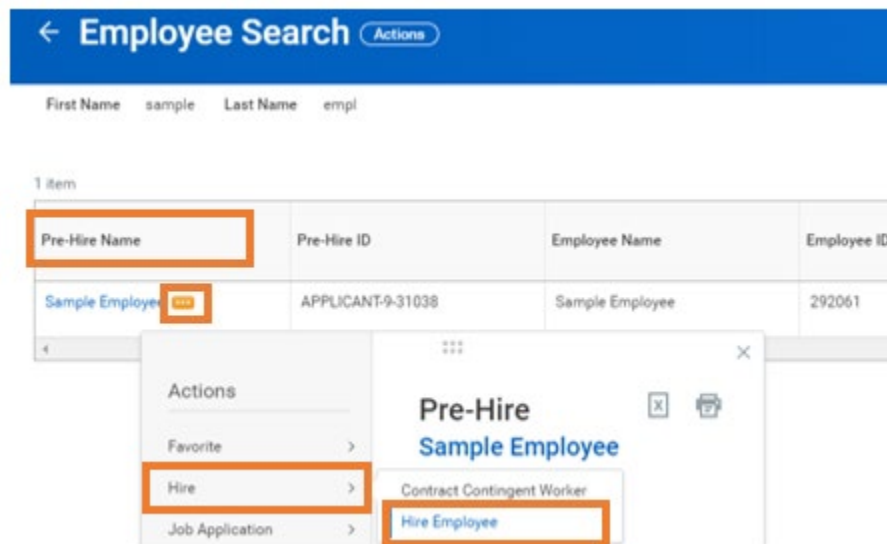 Employee Search Actions
First Name sample Last Name empl
1 item
Pre-Hire Name Pre-Hire ID Employee Name Employee ID
Sample Employee APPLICANT-9-31038 Sample Employee 292061
Actions
Favorite
Hire
Job Application
Pre-Hire
Sample Employee
Contract Contingent Worker
Hire Employee